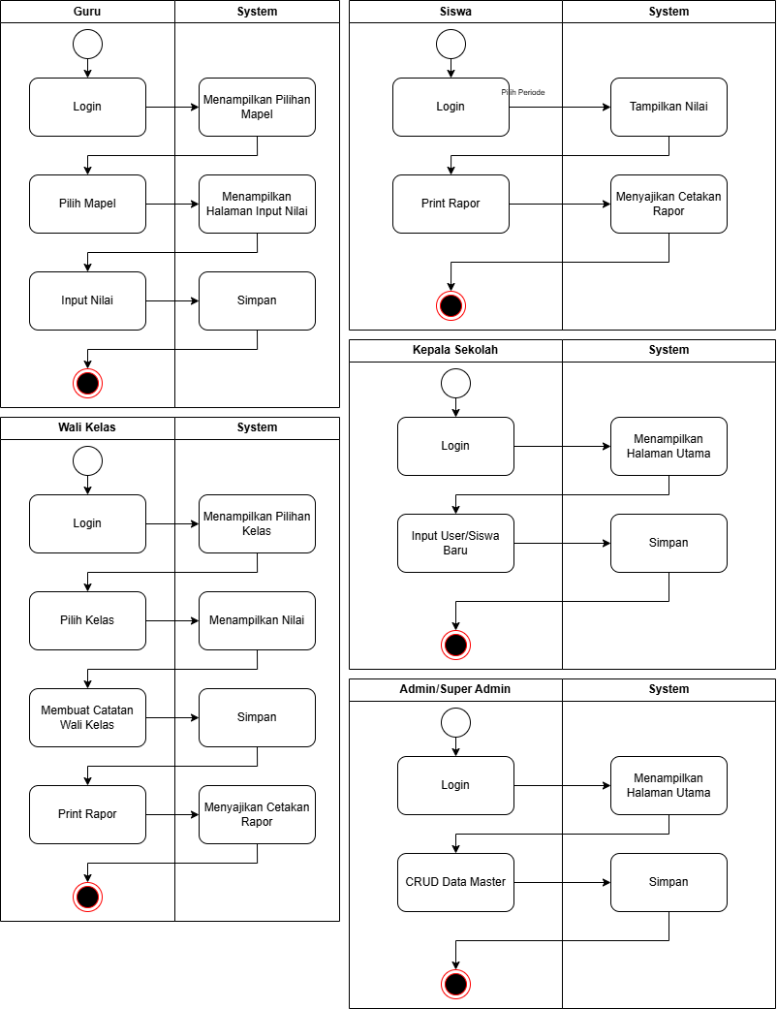 Guru
System
Login
Menampilkan Pilihan
Mapel
Pilih Mapel
Menampilkan
Halaman Input Nilai
Input Nilai
Simpan
Wali Kelas
System
Login
Menampilkan Pilihan
Kelas
Pilih Kelas
Menampilkan Nilai
Membuat Catatan
Wali Kelas
Simpan
Print Rapor
Menyajikan Cetakan
Rapor
Siswa
System
Login
Pilih Periode
Tampilkan Nilai
Print Rapor
Menyajikan Cetakan
Rapor
Kepala Sekolah
System
Login
Menampilkan
Halaman Utama
Input User/Siswa
Baru
Simpan
Admin/Super Admin
System
Login
Menampilkan
Halaman Utama
CRUD Data Master
Simpan